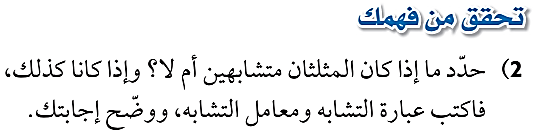 تحقق من فهمك
2) حدّد ما إذا كان المثلثان متشابهين أم لا؟ وإذا كانا كذلك،
فاكتب عبارة التشابه ومعامل التشابه، ووضّح إجابتك.